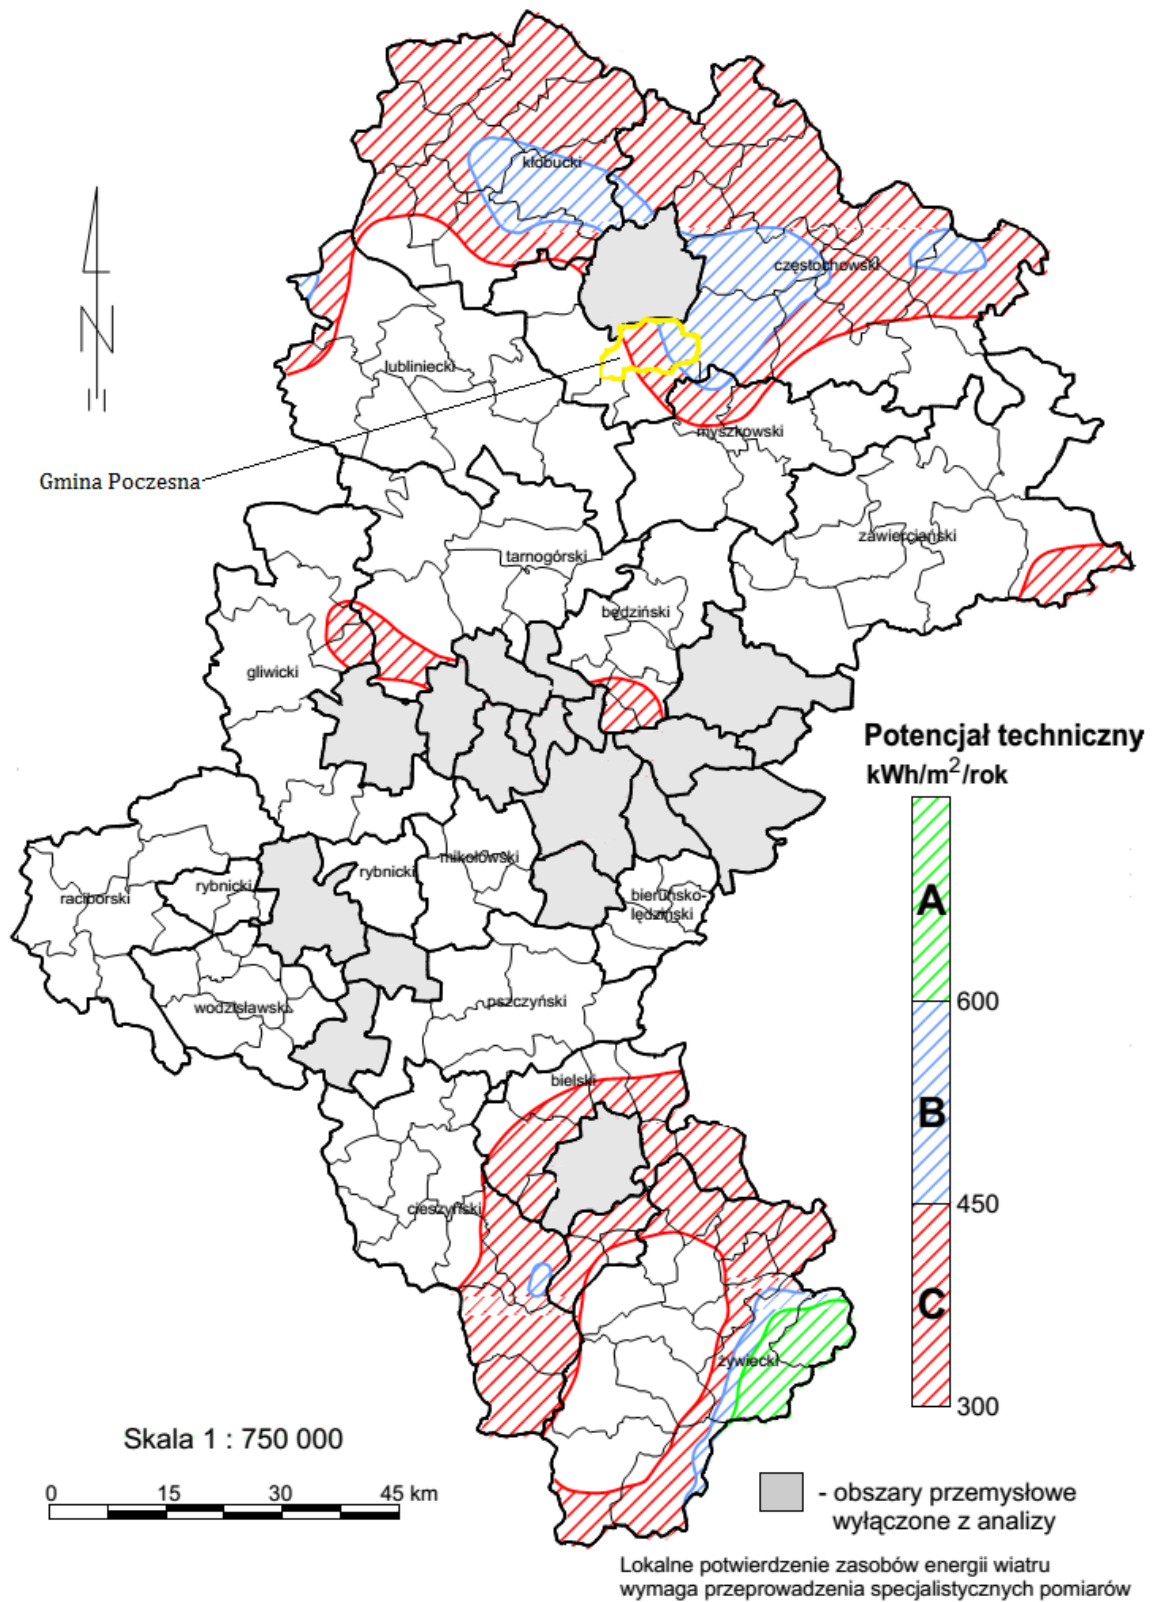 kłobucki
częstochowski
N
lubliniecki
myszkowski
Gmina Poczesna
zawierciański
tarnogórski
będziński
gliwicki
Potencjał techniczny
kWh/m²/rok
A
600
B
450
C
300
mikołowski
rybnicki
rybnicki
raciborski
bieruńsko-
lędziński
wodzisławski
pszczyński
bielski
cieszyński
żywiecki
Skala 1 : 750 000
0 15 30 45 km
- obszary przemysłowe
wyłączone z analizy
Lokalne potwierdzenie zasobów energii wiatru
wymaga przeprowadzenia specjalistycznych pomiarów